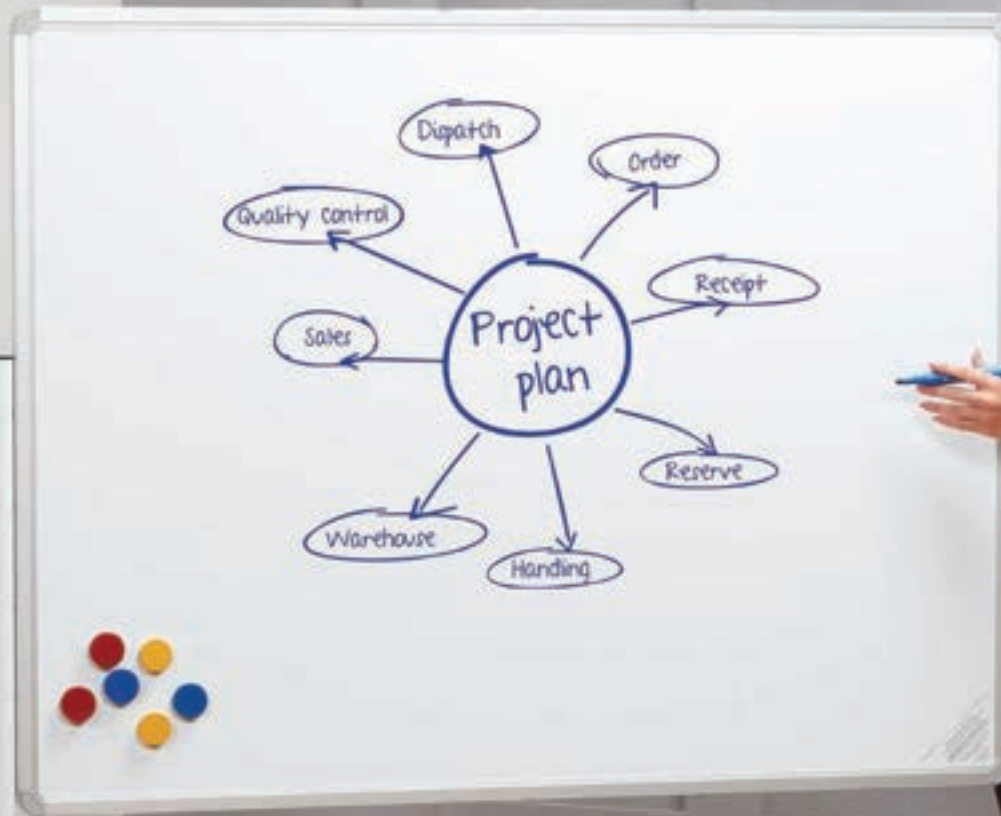 Dispatch
Order
Quality control
Receipt
Sales
Project
plan
Reserve
Warehouse
Handling